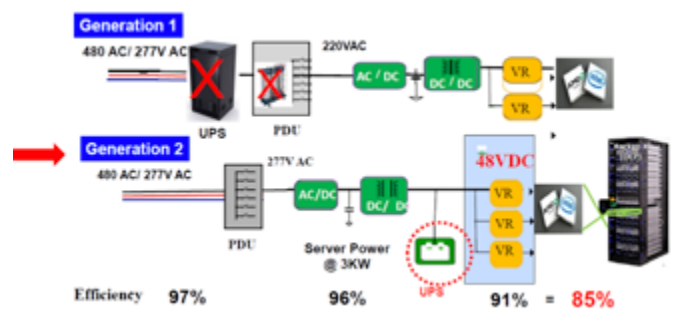 Generation 1
480 AC/ 277V AC
220VAC
AC / DC
DC / DC
VR
VR
UPS
PDU
Generation 2
480 AC/ 277V AC
277V AC
48VDC
AC/DC
DC/ DC
VR
VR
VR
PDU
Server Power
@ 3KW
UPS
Efficiency 97% 96% 91% = 85%